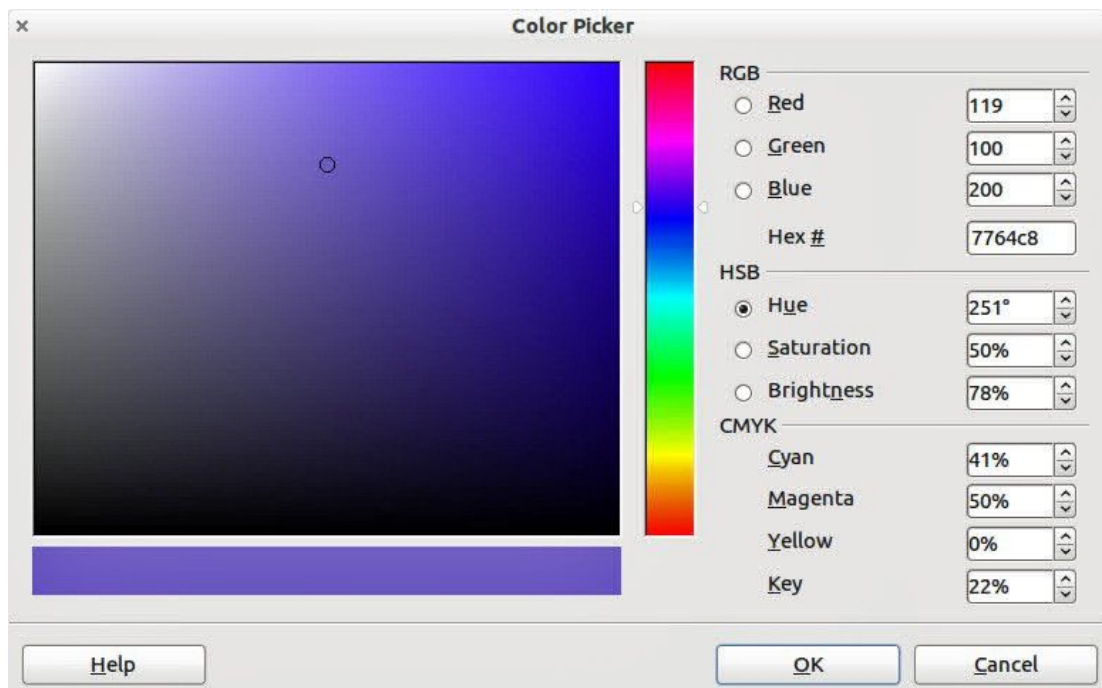 Color Picker
RGB
Red 119
Green 100
Blue 200
Hex # 7764c8
HSB
Hue 251°
Saturation 50%
Brightness 78%
CMYK
Cyan 41%
Magenta 50%
Yellow 0%
Key 22%
Help OK Cancel